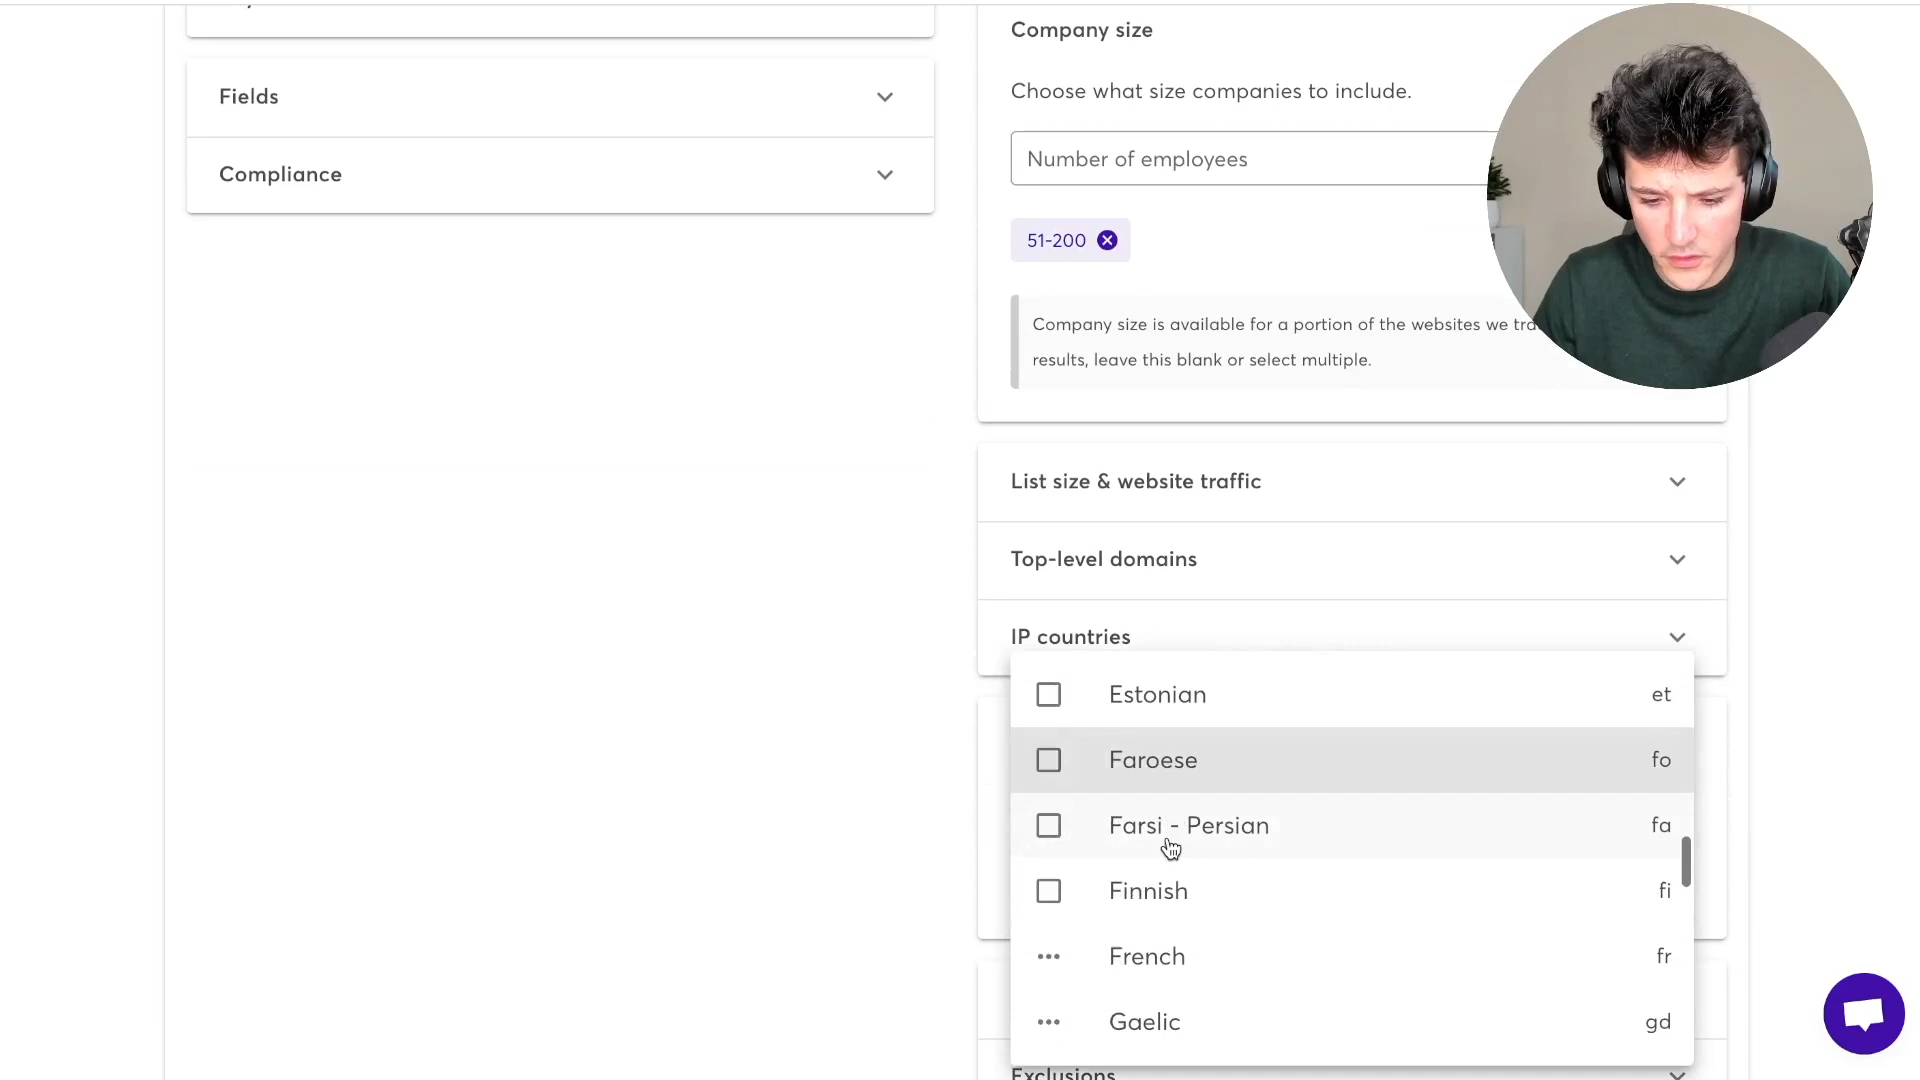 Fields
Compliance
Company size
Choose what size companies to include.
Number of employees
51-200
Company size is available for a portion of the websites we
results, leave this blank or select multiple.
List size & website traffic
Top-level domains
IP countries
Estonian et
Faroese fo
Farsi - Persian fa
Finnish fi
French fr
Gaelic gd
Exclusions